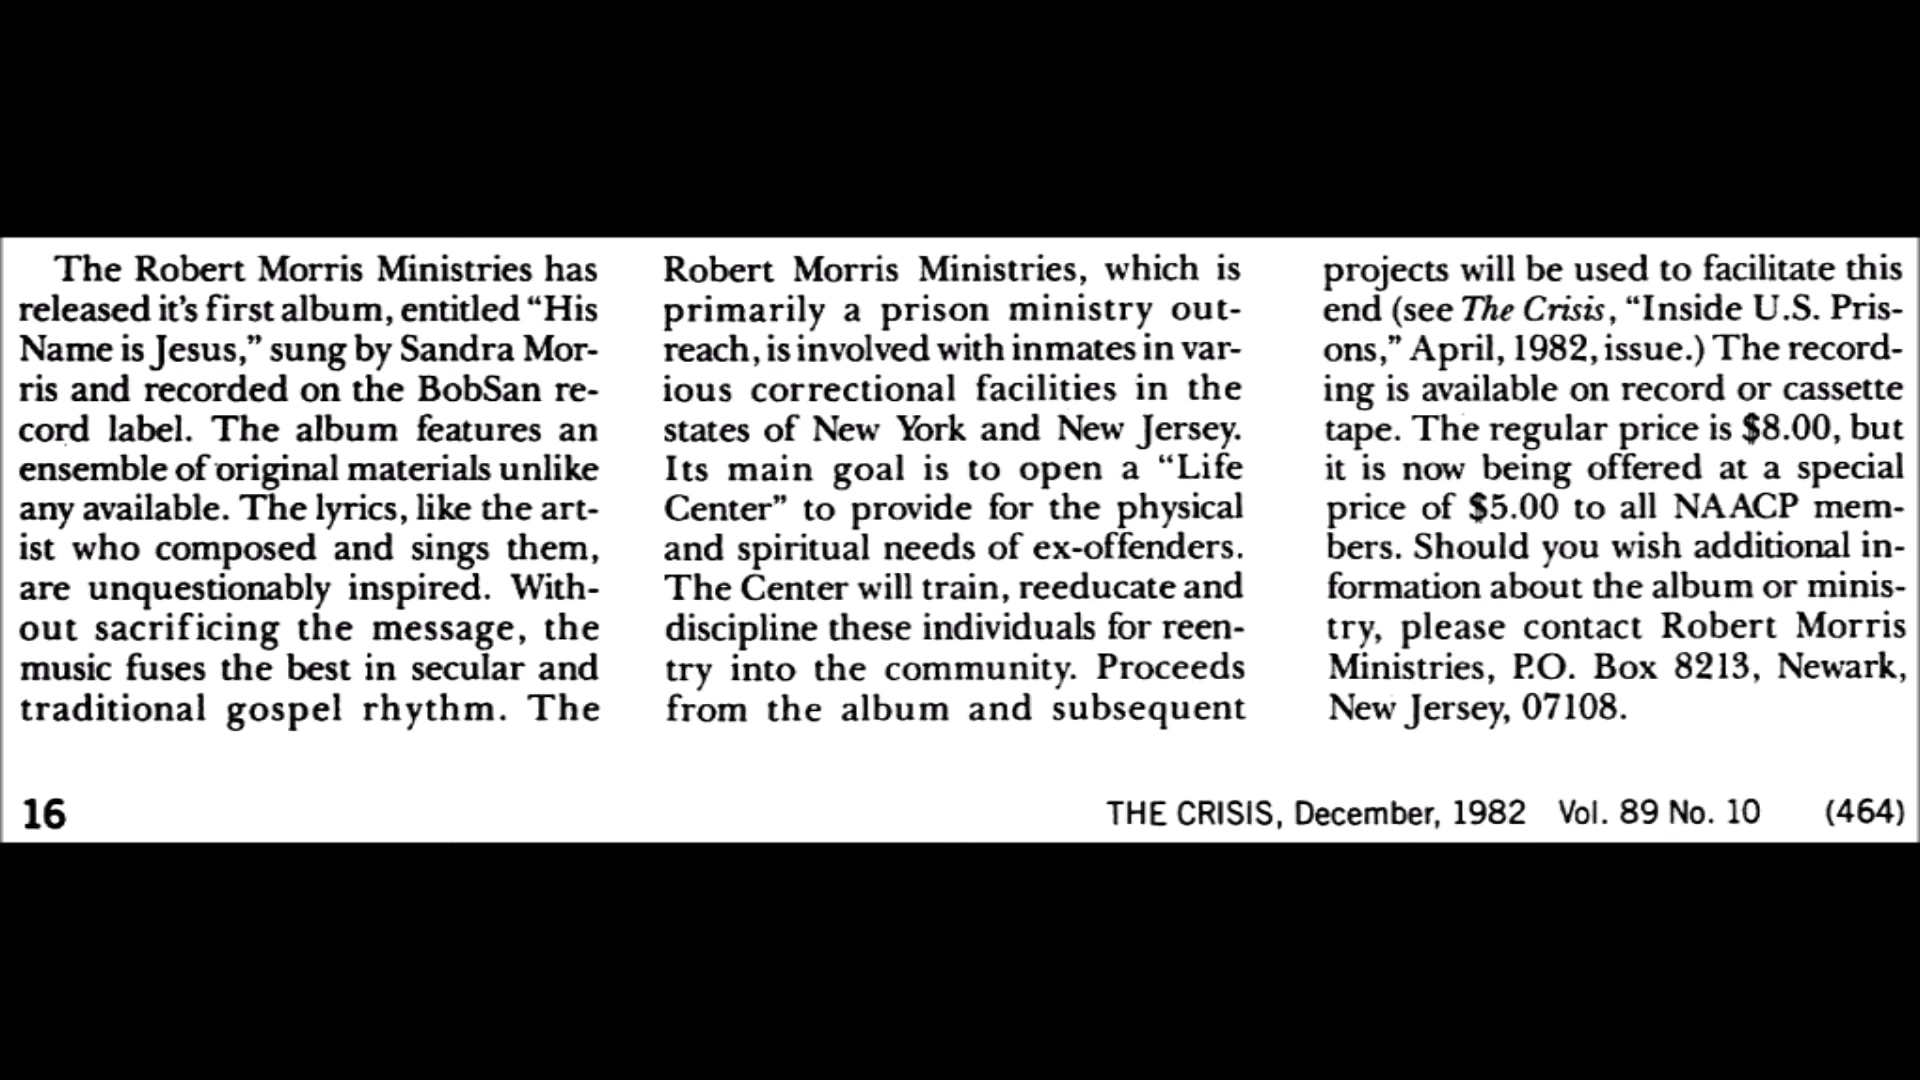 The Robert Morris Ministries has
released it's first album, entitled “His
Name is Jesus,” sung by Sandra Mor-
ris and recorded on the BobSan re-
cord label. The album features an
ensemble of original materials unlike
any available. The lyrics, like the art-
ist who composed and sings them,
are unquestionably inspired. With-
out sacrificing the message, the
music fuses the best in secular and
traditional gospel rhythm. The
Robert Morris Ministries, which is
primarily a prison ministry out-
reach, is involved with inmates in var-
ious correctional facilities in the
states of New York and New Jersey.
Its main goal is to open a “Life
Center” to provide for the physical
and spiritual needs of ex-offenders.
The Center will train, reeducate and
discipline these individuals for reen-
try into the community. Proceeds
from the album and subsequent
projects will be used to facilitate this
end (see The Crisis, “Inside U.S. Pris-
ons,” April, 1982, issue.) The record-
ing is available on record or cassette
tape. The regular price is $8.00, but
it is now being offered at a special
price of $5.00 to all NAACP mem-
bers. Should you wish additional in-
formation about the album or minis-
try, please contact Robert Morris
Ministries, P.O. Box 8213, Newark,
New Jersey, 07108.
16
THE CRISIS, December, 1982 Vol. 89 No. 10 (464)